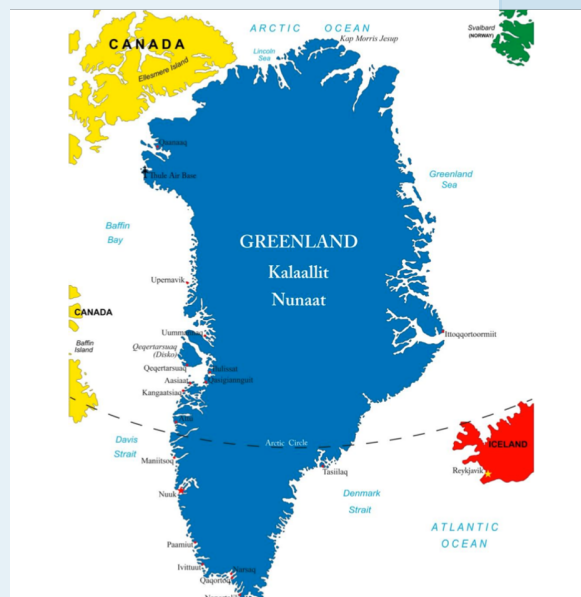 ARCTIC OCEAN
Kap Morris Jesup
Svalbard
(NORWAY)
CANADA
Lincoln
Sea
Ellesmere Island
Qaanaaq
Thule Air Base
Greenland
Sea
Baffin
Bay
GREENLAND
Kalaallit
Nunaat
Upernavik
CANADA
Baffin
Island
Uummannaq
Ittoqqortoormiit
Qeqertarsuaq
(Disko)
Qeqertarsuaq
Aasiaat
Qasigiannguit
Kangaatsiaq
Arctic Circle
Davis
Strait
ICELAND
Maniitsoq
Tasiilaq
Reykjavik
Nuuk
Denmark
Strait
ATLANTIC
OCEAN
Paamiut
Ivittuut
Narsaq
Qaqortoq